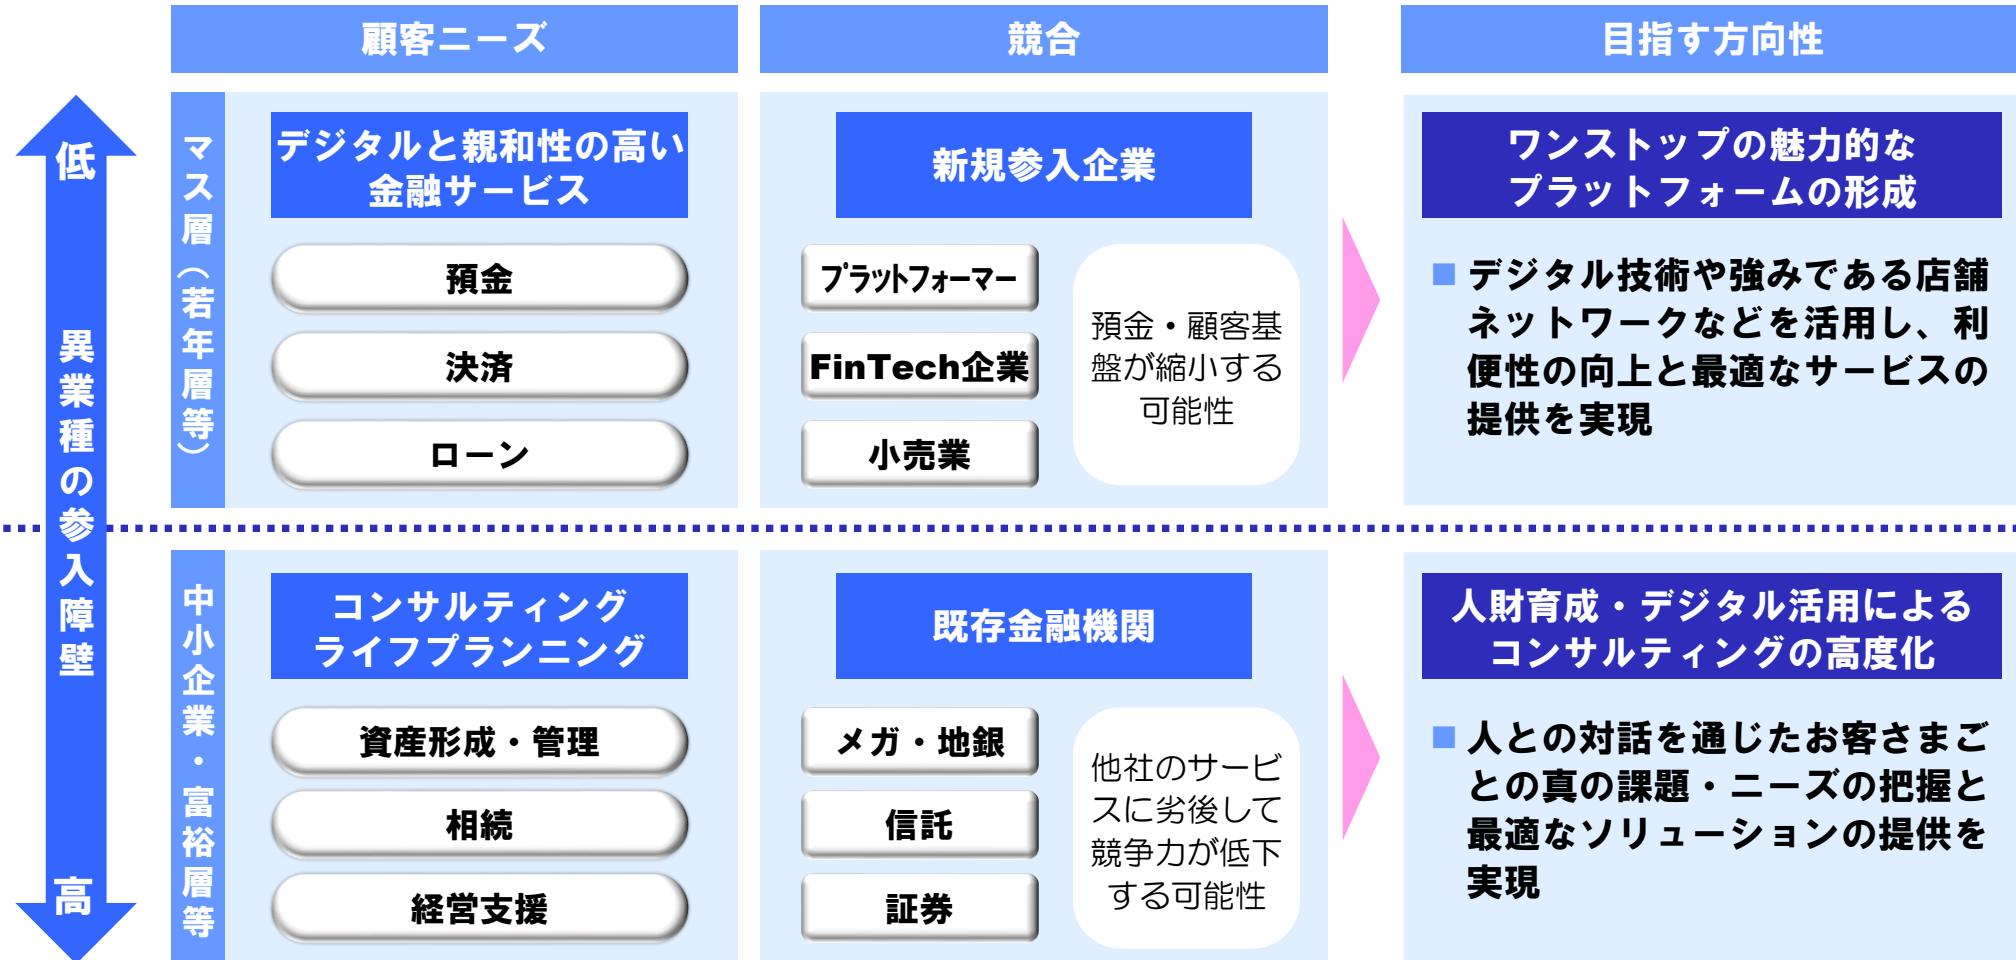 顧客ニーズ
競合
目指す方向性
低
異業種の参入障壁
高
マス層（若年層等）
デジタルと親和性の高い
金融サービス
預金
決済
ローン
新規参入企業
プラットフォーマー
FinTech企業
小売業
預金・顧客基
盤が縮小する
可能性
ワンストップの魅力的な
プラットフォームの形成
デジタル技術や強みである店舗
ネットワークなどを活用し、利
便性の向上と最適なサービスの
提供を実現
中小企業・富裕層等
コンサルティング
ライフプランニング
資産形成・管理
相続
経営支援
既存金融機関
メガ・地銀
信託
証券
他社のサービ
スに劣後して
競争力が低下
する可能性
人財育成・デジタル活用による
コンサルティングの高度化
人との対話を通じたお客さまご
との真の課題・ニーズの把握と
最適なソリューションの提供を
実現